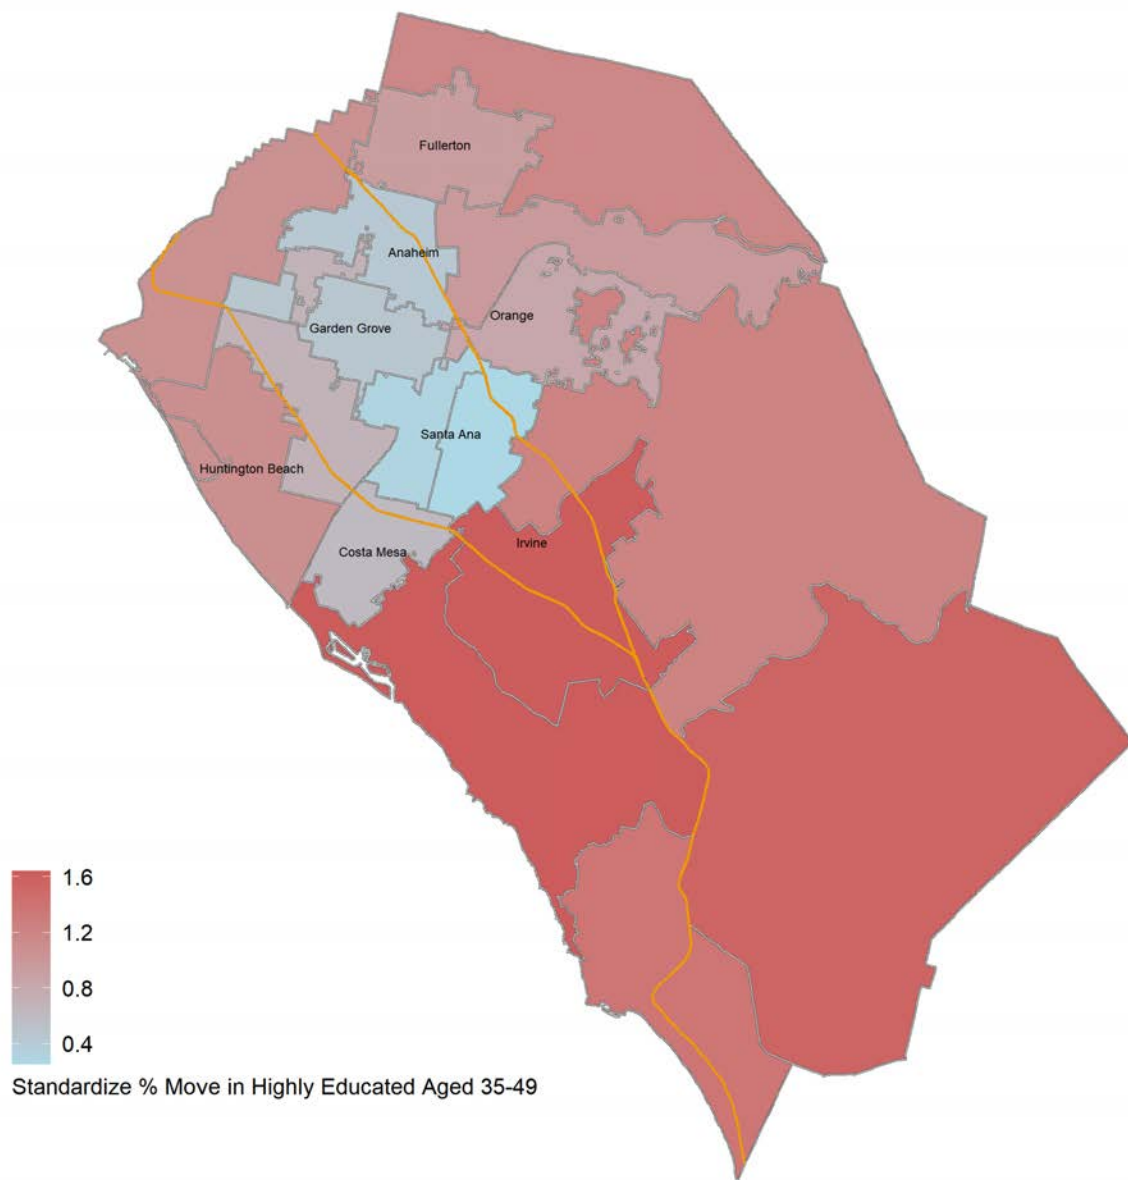 Fullerton
Anaheim
Orange
Garden Grove
Santa Ana
Huntington Beach
Irvine
Costa Mesa
1.6
1.2
0.8
0.4
Standardize % Move in Highly Educated Aged 35-49